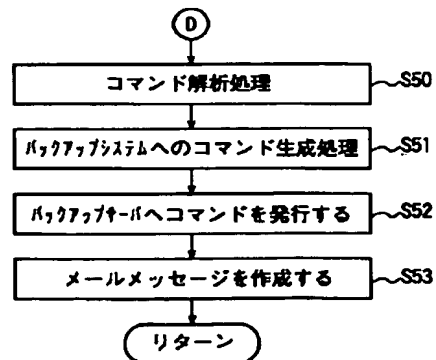 D
コマンド解析処理
S50
バックアップシステムへのコマンド生成処理
S51
バックアップサーバへコマンドを発行する
S52
メールメッセージを作成する
S53
リターン